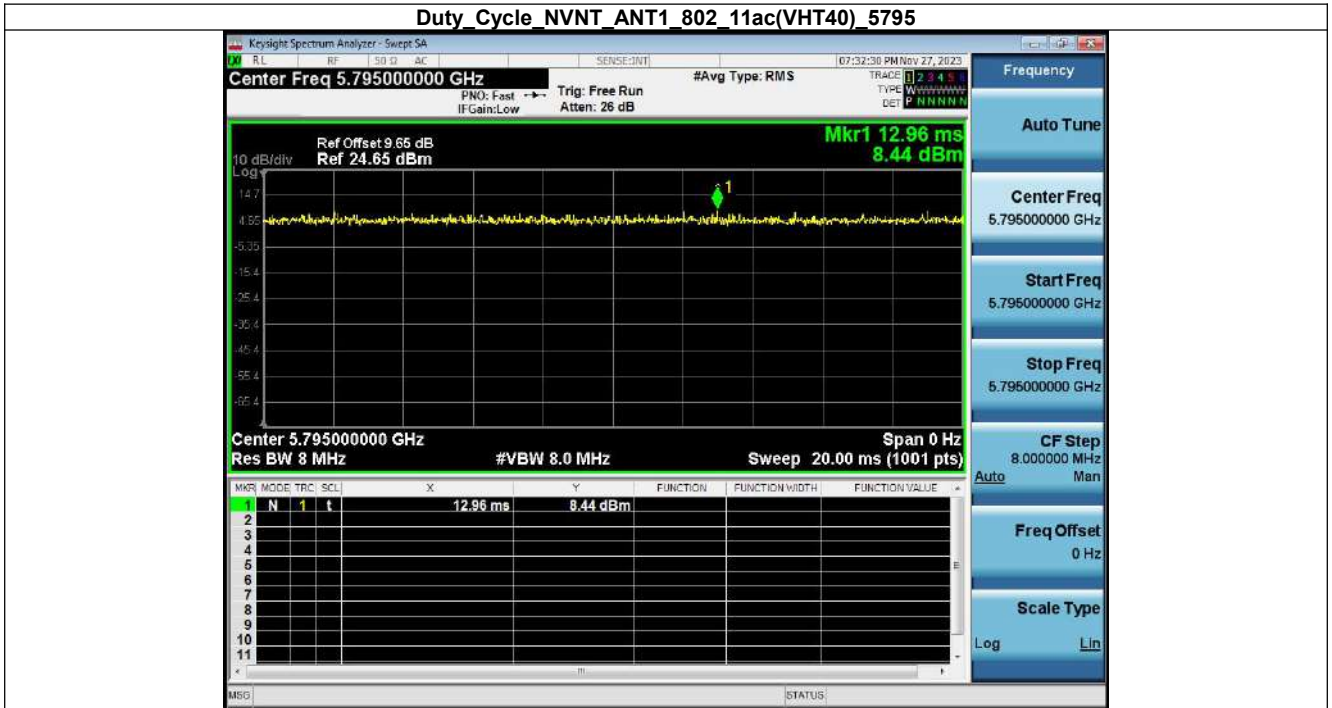 Duty_Cycle_NVNT_ANT1_802_11ac(VHT40)_5795
Keysight Spectrum Analyzer - Swept SA
RL RF 50 Ω AC SENSE:INT 07:32:30 PM Nov 27, 2023
Center Freq 5.795000000 GHz #Avg Type: RMS TRACE 1 2 3 4 5 6
PNO: Fast Trig: Free Run TYPE W
IFGain:Low Atten: 26 dB DET P N N N N N
Ref Offset 9.65 dB Mkr1 12.96 ms
10 dB/div Ref 24.65 dBm 8.44 dBm
Log
1
14.7
4.65
-5.35
-15.4
-25.4
-35.4
-45.4
-55.4
-65.4
Center 5.795000000 GHz Span 0 Hz
Res BW 8 MHz #VBW 8.0 MHz Sweep 20.00 ms (1001 pts)
MKR MODE TRC SCL X Y FUNCTION FUNCTION WIDTH FUNCTION VALUE
1 N 1 t 12.96 ms 8.44 dBm
2
3
4
5
6
7
8
9
10
11
MSG STATUS
Frequency
Auto Tune
Center Freq
5.795000000 GHz
Start Freq
5.795000000 GHz
Stop Freq
5.795000000 GHz
CF Step
8.000000 MHz
Auto Man
Freq Offset
0 Hz
Scale Type
Log Lin